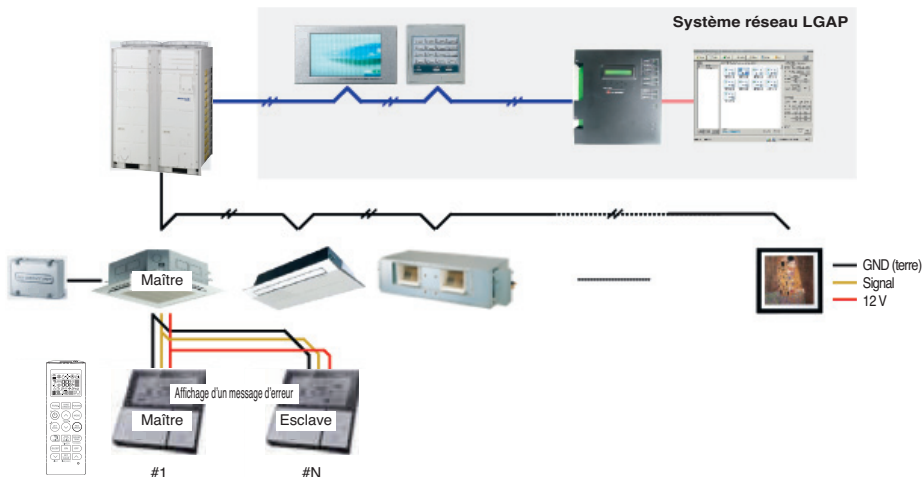 Système réseau LGAP
Maître
GND (terre)
Signal
12 V
Affichage d'un message d'erreur
Maître
Esclave
#1
#N